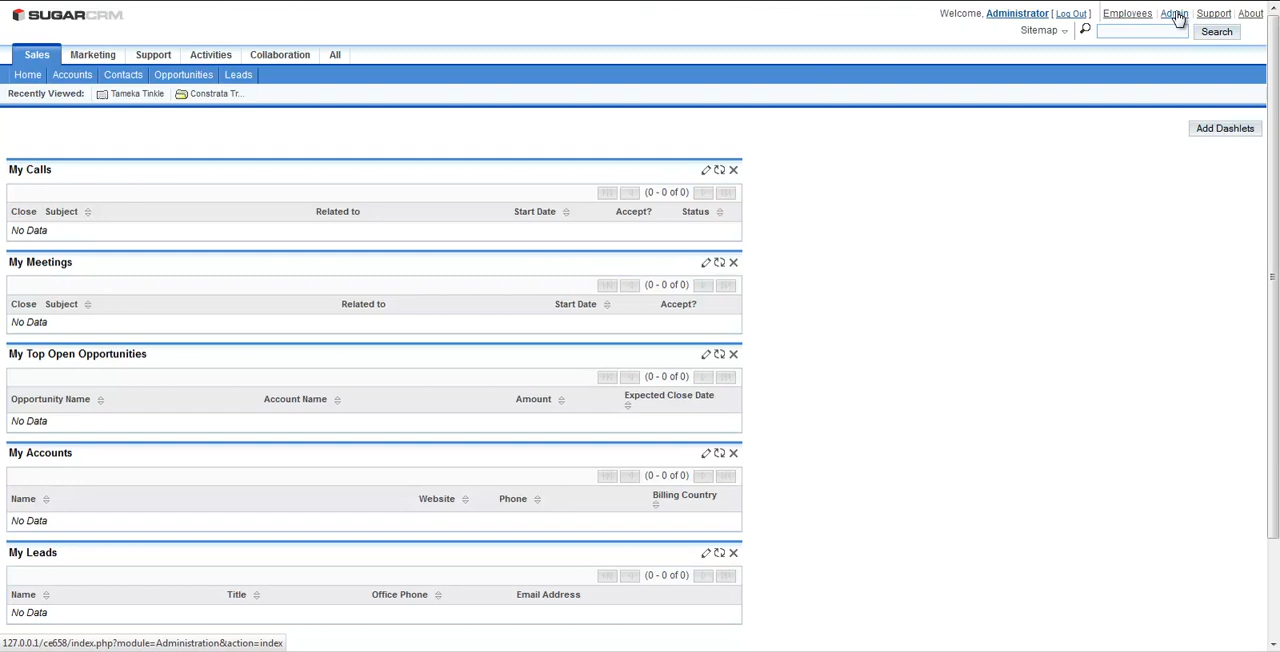 SUGARCRM
Welcome, Administrator [ Log Out ] Employees | Admin | Support | About
Sitemap Search
Sales Marketing Support Activities Collaboration All
Home Accounts Contacts Opportunities Leads
Recently Viewed: Tameka Tinkle Constrata Tr...
Add Dashlets
My Calls
(0 - 0 of 0)
Close Subject Related to Start Date Accept? Status
No Data
My Meetings
(0 - 0 of 0)
Close Subject Related to Start Date Accept?
No Data
My Top Open Opportunities
(0 - 0 of 0)
Opportunity Name Account Name Amount Expected Close Date
No Data
My Accounts
(0 - 0 of 0)
Name Website Phone Billing Country
No Data
My Leads
(0 - 0 of 0)
Name Title Office Phone Email Address
No Data
127.0.0.1/ce658/index.php?module=Administration&action=index